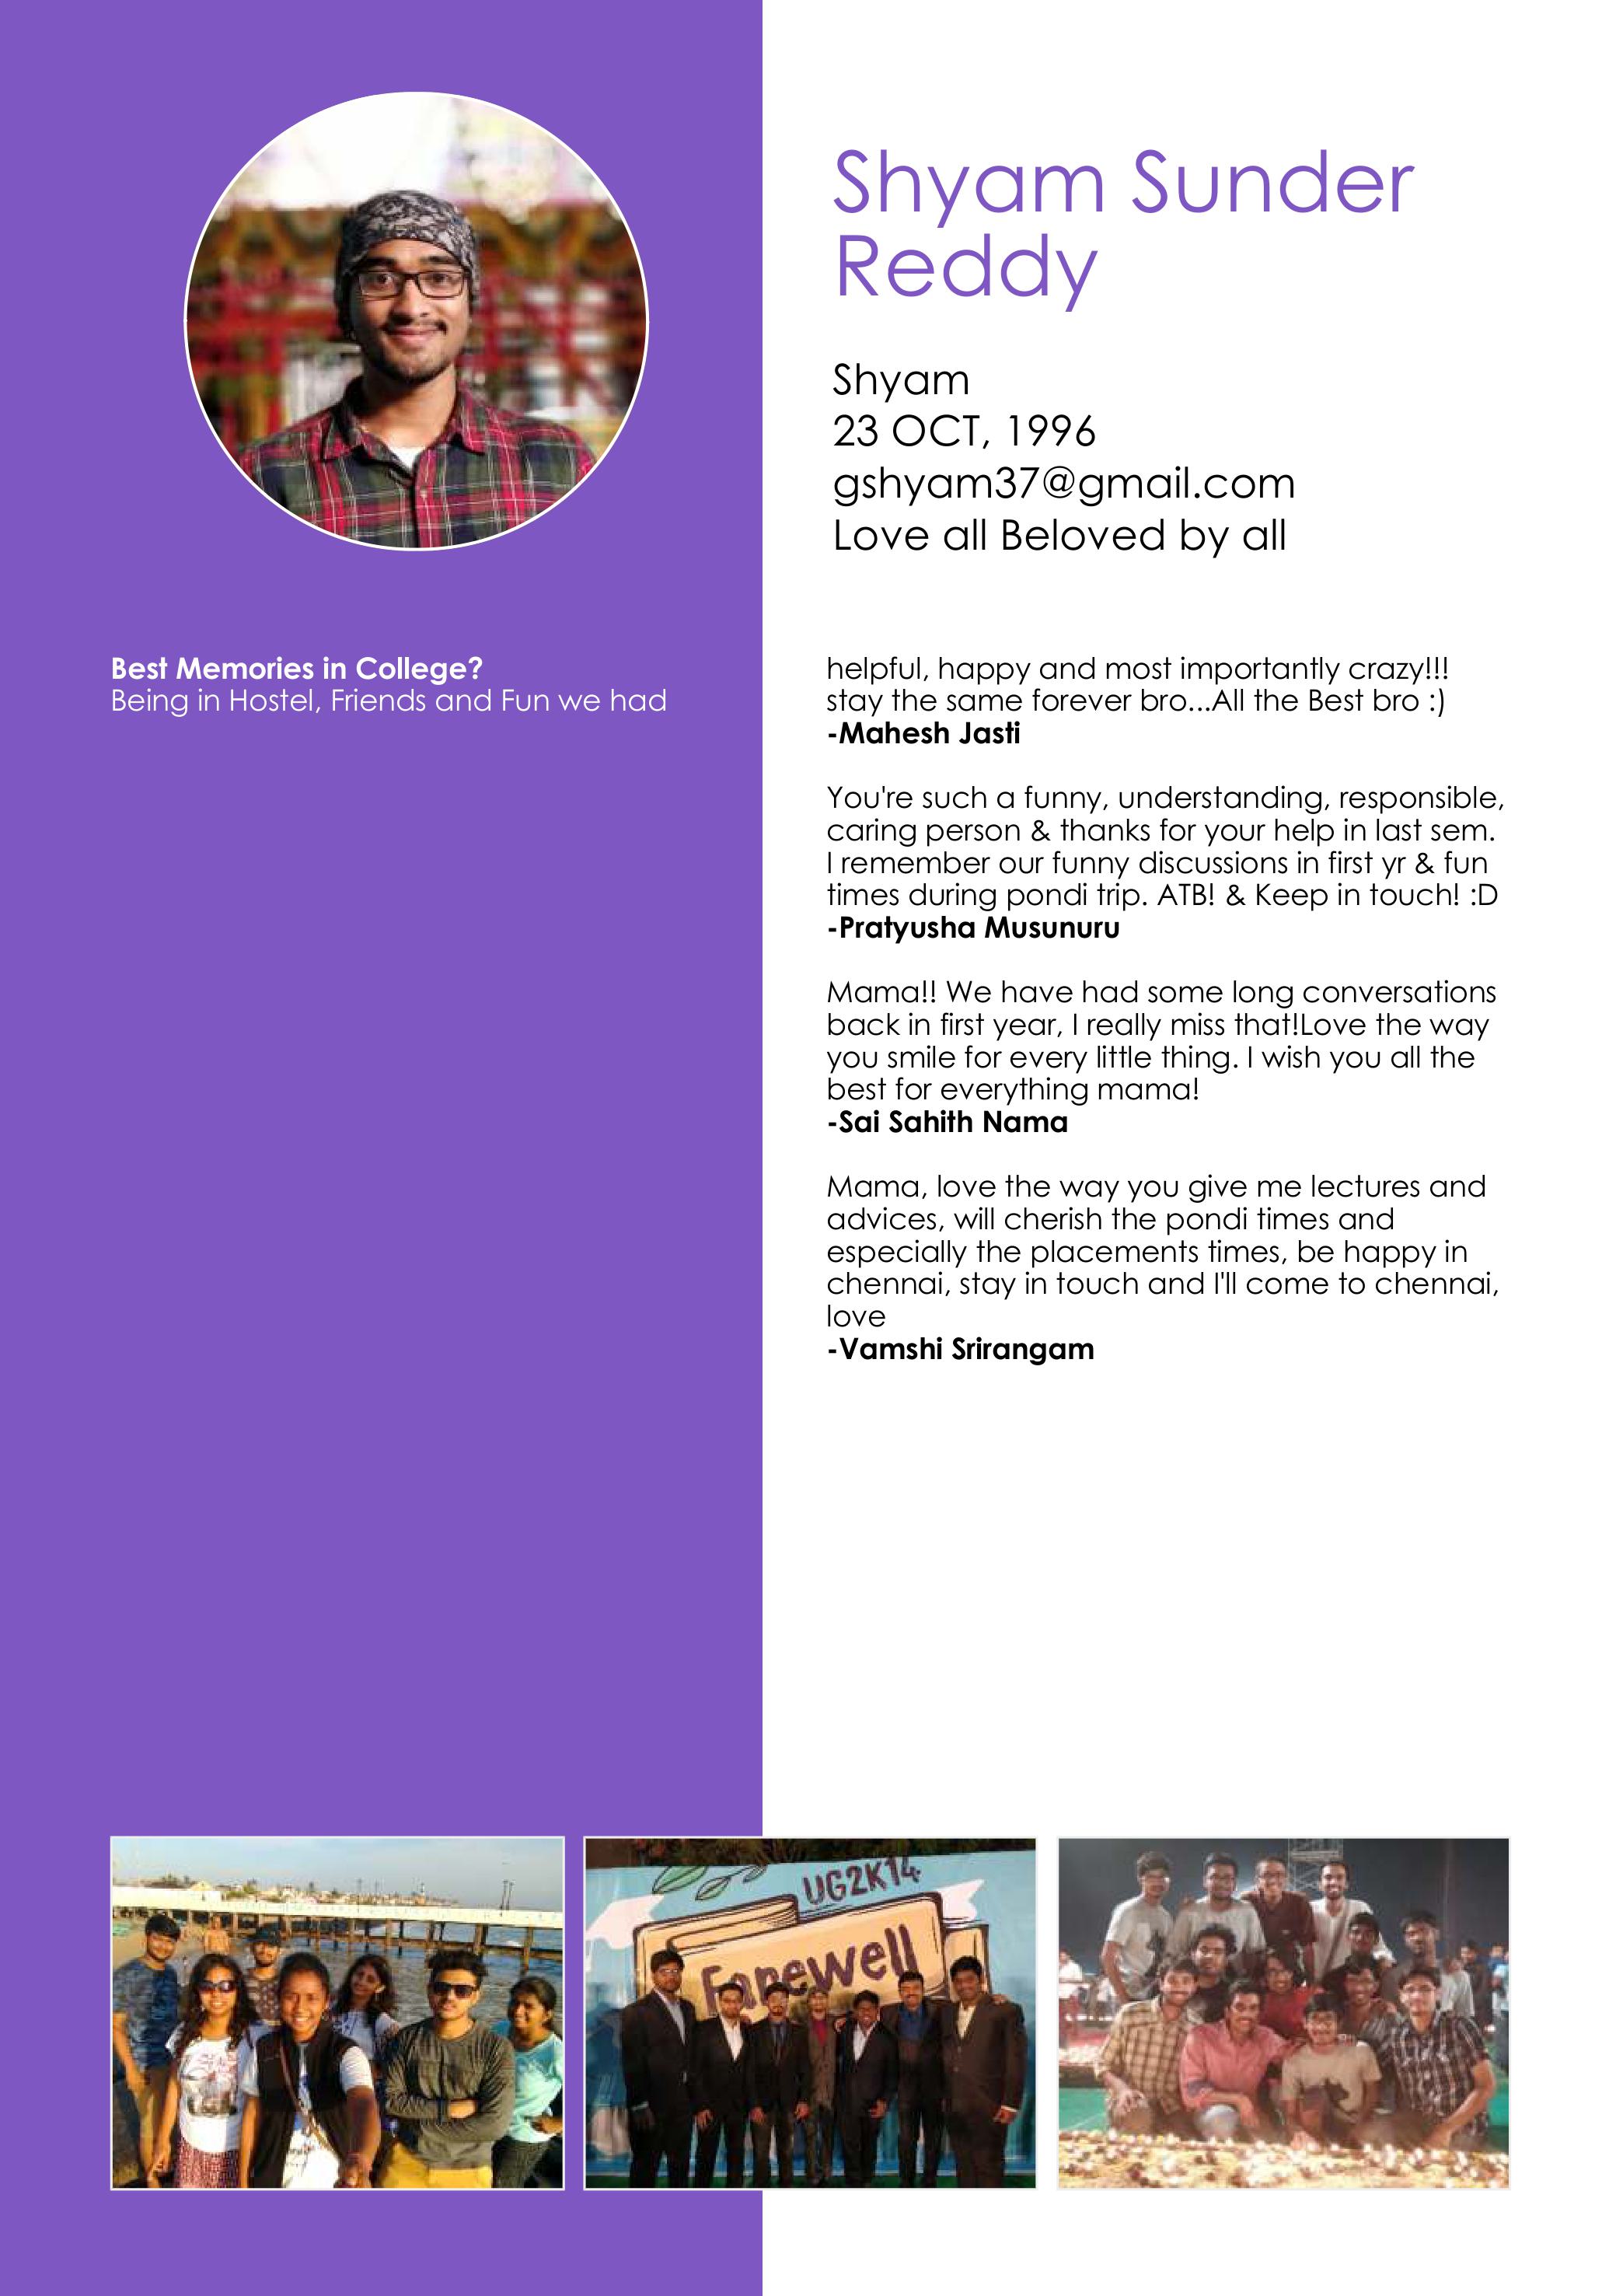 Shyam Sunder
Reddy
Shyam
23 OCT, 1996
gshyam37@gmail.com
Love all Beloved by all
Best Memories in College?
Being in Hostel, Friends and Fun we had
helpful, happy and most importantly crazy!!!
stay the same forever bro...All the Best bro :)
-Mahesh Jasti
You're such a funny, understanding, responsible,
caring person & thanks for your help in last sem.
I remember our funny discussions in first yr & fun
times during pondi trip. ATB! & Keep in touch! :D
-Pratyusha Musunuru
Mama!! We have had some long conversations
back in first year, I really miss that!Love the way
you smile for every little thing. I wish you all the
best for everything mama!
-Sai Sahith Nama
Mama, love the way you give me lectures and
advices, will cherish the pondi times and
especially the placements times, be happy in
chennai, stay in touch and I'll come to chennai,
love
-Vamshi Srirangam
UG2K14
Farewell